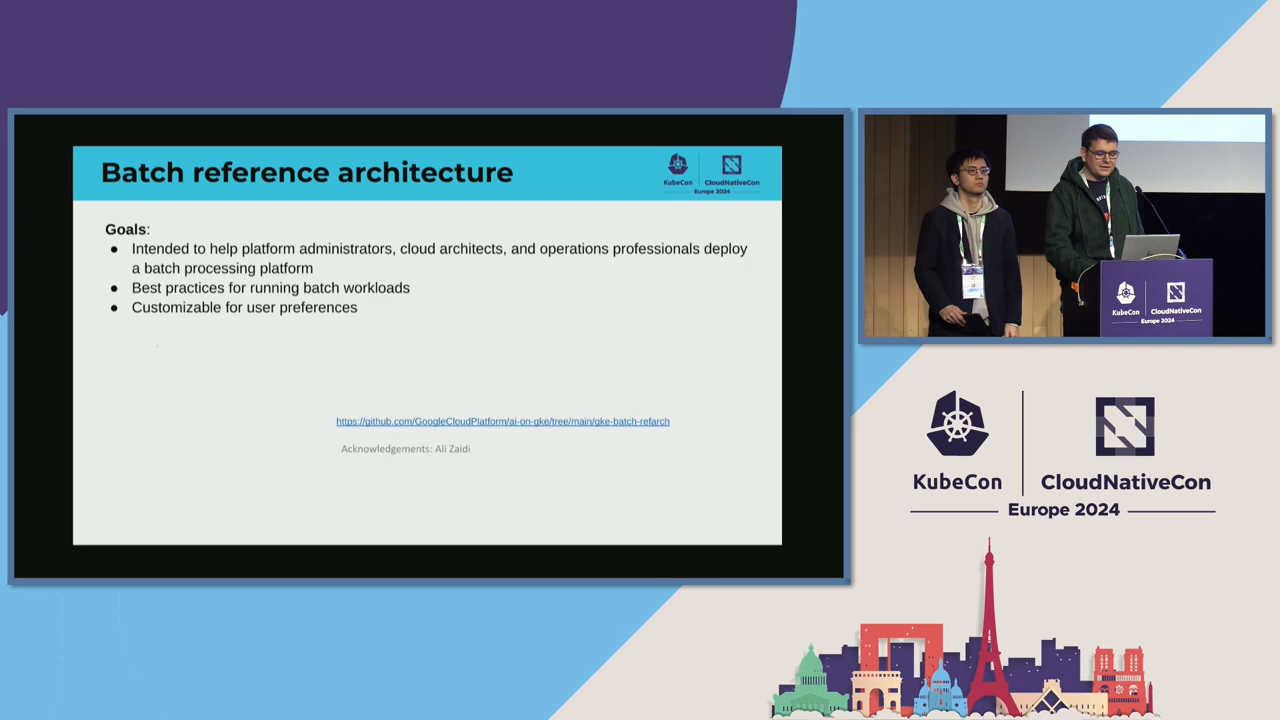 Batch reference architecture
KubeCon
CloudNativeCon
Europe 2024
Goals:
● Intended to help platform administrators, cloud architects, and operations professionals deploy
a batch processing platform
● Best practices for running batch workloads
● Customizable for user preferences
https://github.com/GoogleCloudPlatform/ai-on-gke/tree/main/gke-batch-refarch
Acknowledgements: Ali Zaidi
KubeCon
CloudNativeCon
Europe 2024
KubeCon
CloudNativeCon
Europe 2024